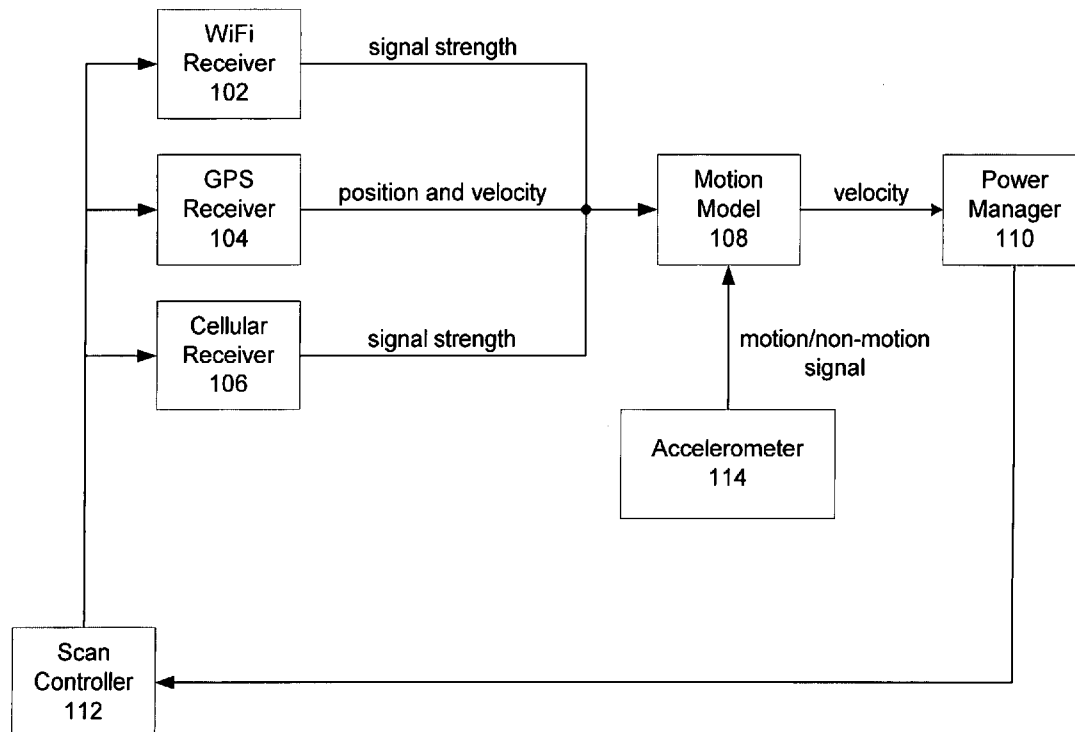 WiFi
Receiver
102
signal strength
GPS
Receiver
104
position and velocity
Cellular
Receiver
106
signal strength
Motion
Model
108
velocity
Power
Manager
110
motion/non-motion
signal
Accelerometer
114
Scan
Controller
112